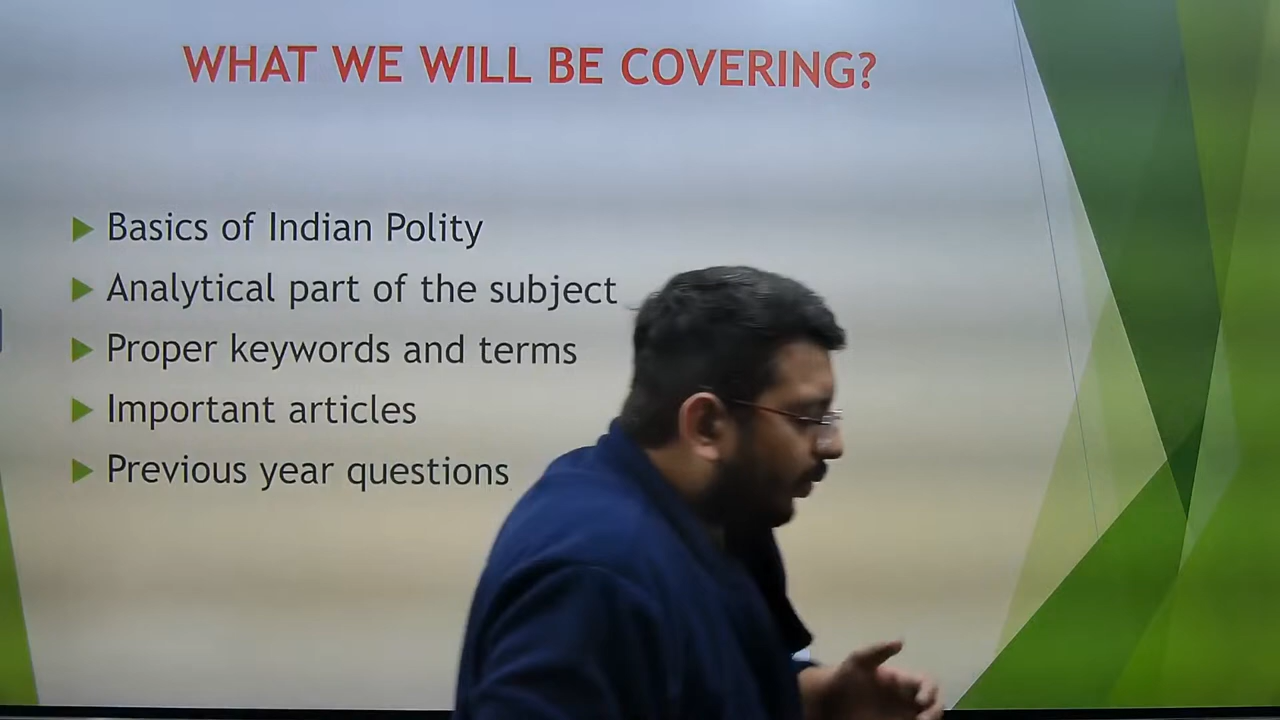 WHAT WE WILL BE COVERING?
Basics of Indian Polity
Analytical part of the subject
Proper keywords and terms
Important articles
Previous year questions